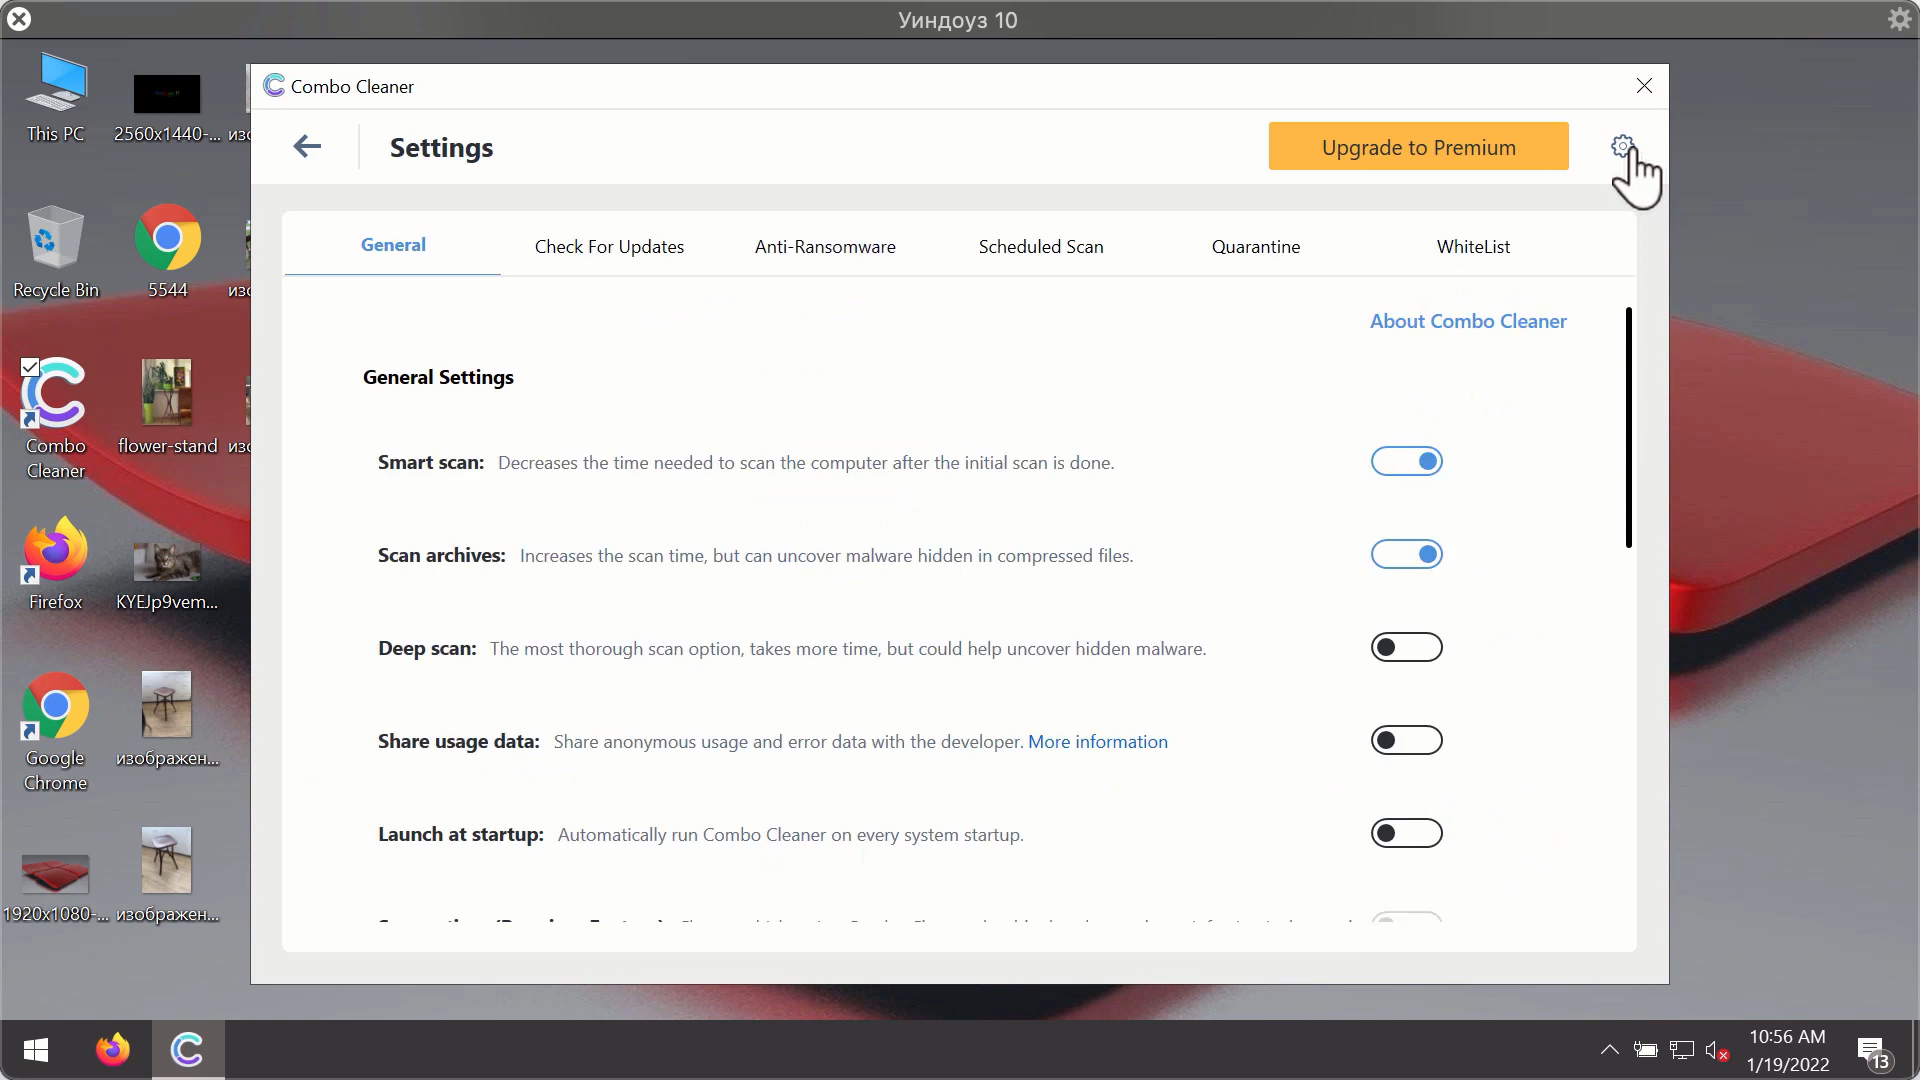 Уиндоуз 10
This PC
2560x1440-...
Recycle Bin
5544
Combo
Cleaner
flower-stand
Firefox
KYEJp9vem...
Google
Chrome
изображен...
1920x1080-...
изображен...
Combo Cleaner
Settings
Upgrade to Premium
General
Check For Updates
Anti-Ransomware
Scheduled Scan
Quarantine
WhiteList
About Combo Cleaner
General Settings
Smart scan: Decreases the time needed to scan the computer after the initial scan is done.
Scan archives: Increases the scan time, but can uncover malware hidden in compressed files.
Deep scan: The most thorough scan option, takes more time, but could help uncover hidden malware.
Share usage data: Share anonymous usage and error data with the developer. More information
Launch at startup: Automatically run Combo Cleaner on every system startup.
10:56 AM
1/19/2022
13